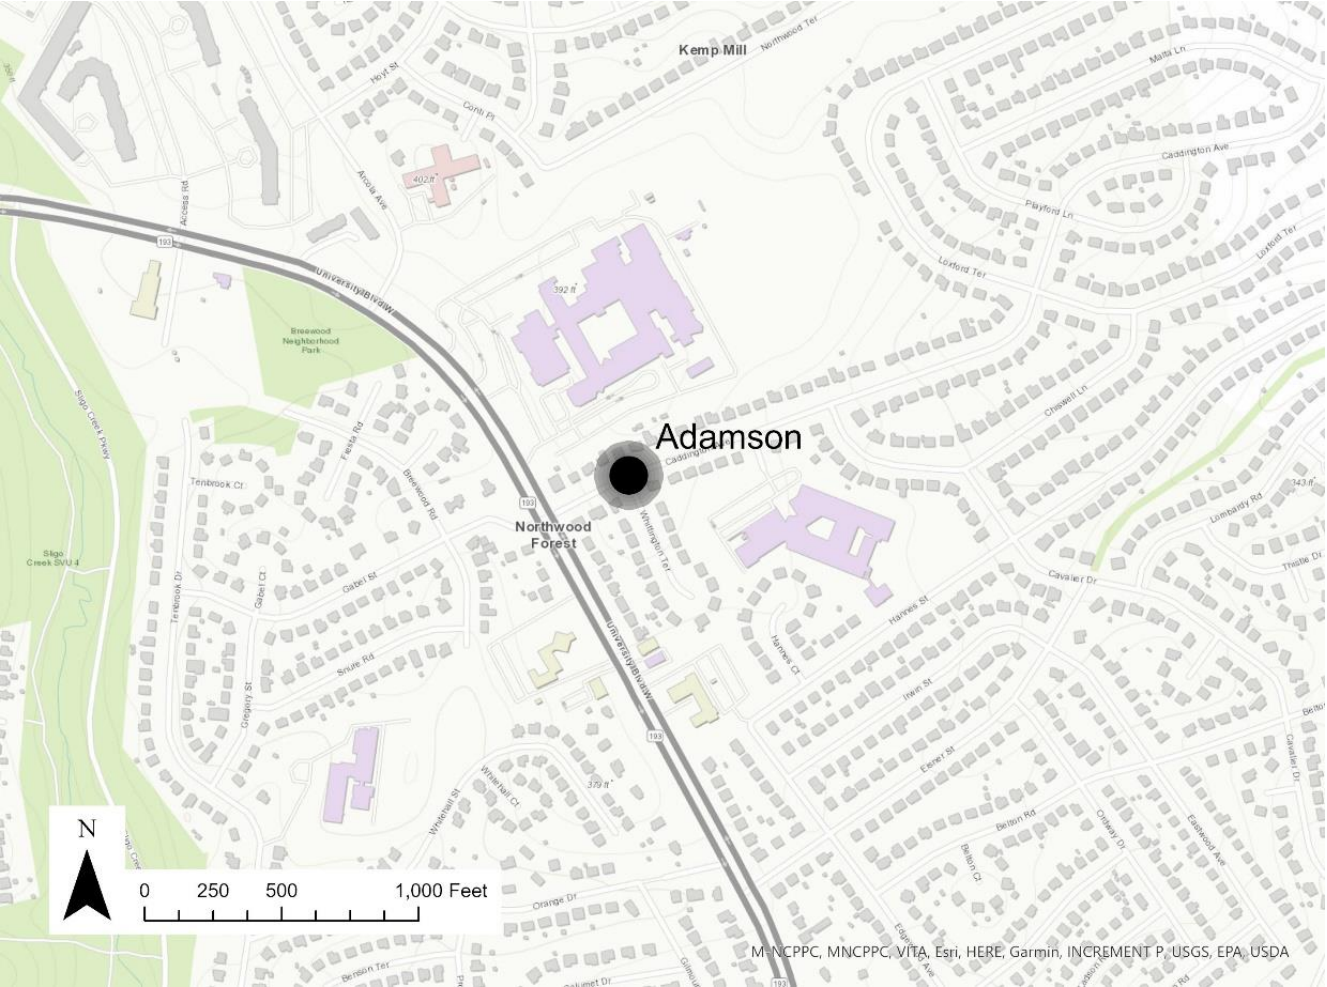 Kemp Mill
Northwood Ter
Malta Ln
Hoyt St
Conti Pl
Caddington Ave
402 ft
Access Rd
Arcola Ave
Playford Ln
193
Loxford Ter
Loxford Ter
University Blvd W
392 ft
Breewood
Neighborhood
Park
Sligo Creek Pkwy
Chiswell Ln
Adamson
Fiesta Rd
Caddington Ave
Tenbrook Ct
Breewood Rd
343 ft
193
Lombardy Rd
Northwood
Forest
Whittington Ter
Sligo
Creek SVU 4
Thistle Dr
Tenbrook Dr
Gabel Ct
Gabel St
Cavalier Dr
Hannes St
Hannes Ct
University Blvd W
Snure Rd
Irwin St
Gregory St
193
Cavalier Dr
Eisner St
Whitehall Ct
379 ft
Whitehall St
Belton Rd
Ordway Dr
Eastwood Ave
Belton Ct
N
0 250 500 1,000 Feet
Orange Dr
M-NCPPC, MNCPPC, VITA, Esri, HERE, Garmin, INCREMENT P, USGS, EPA, USDA
Benson Ter
193